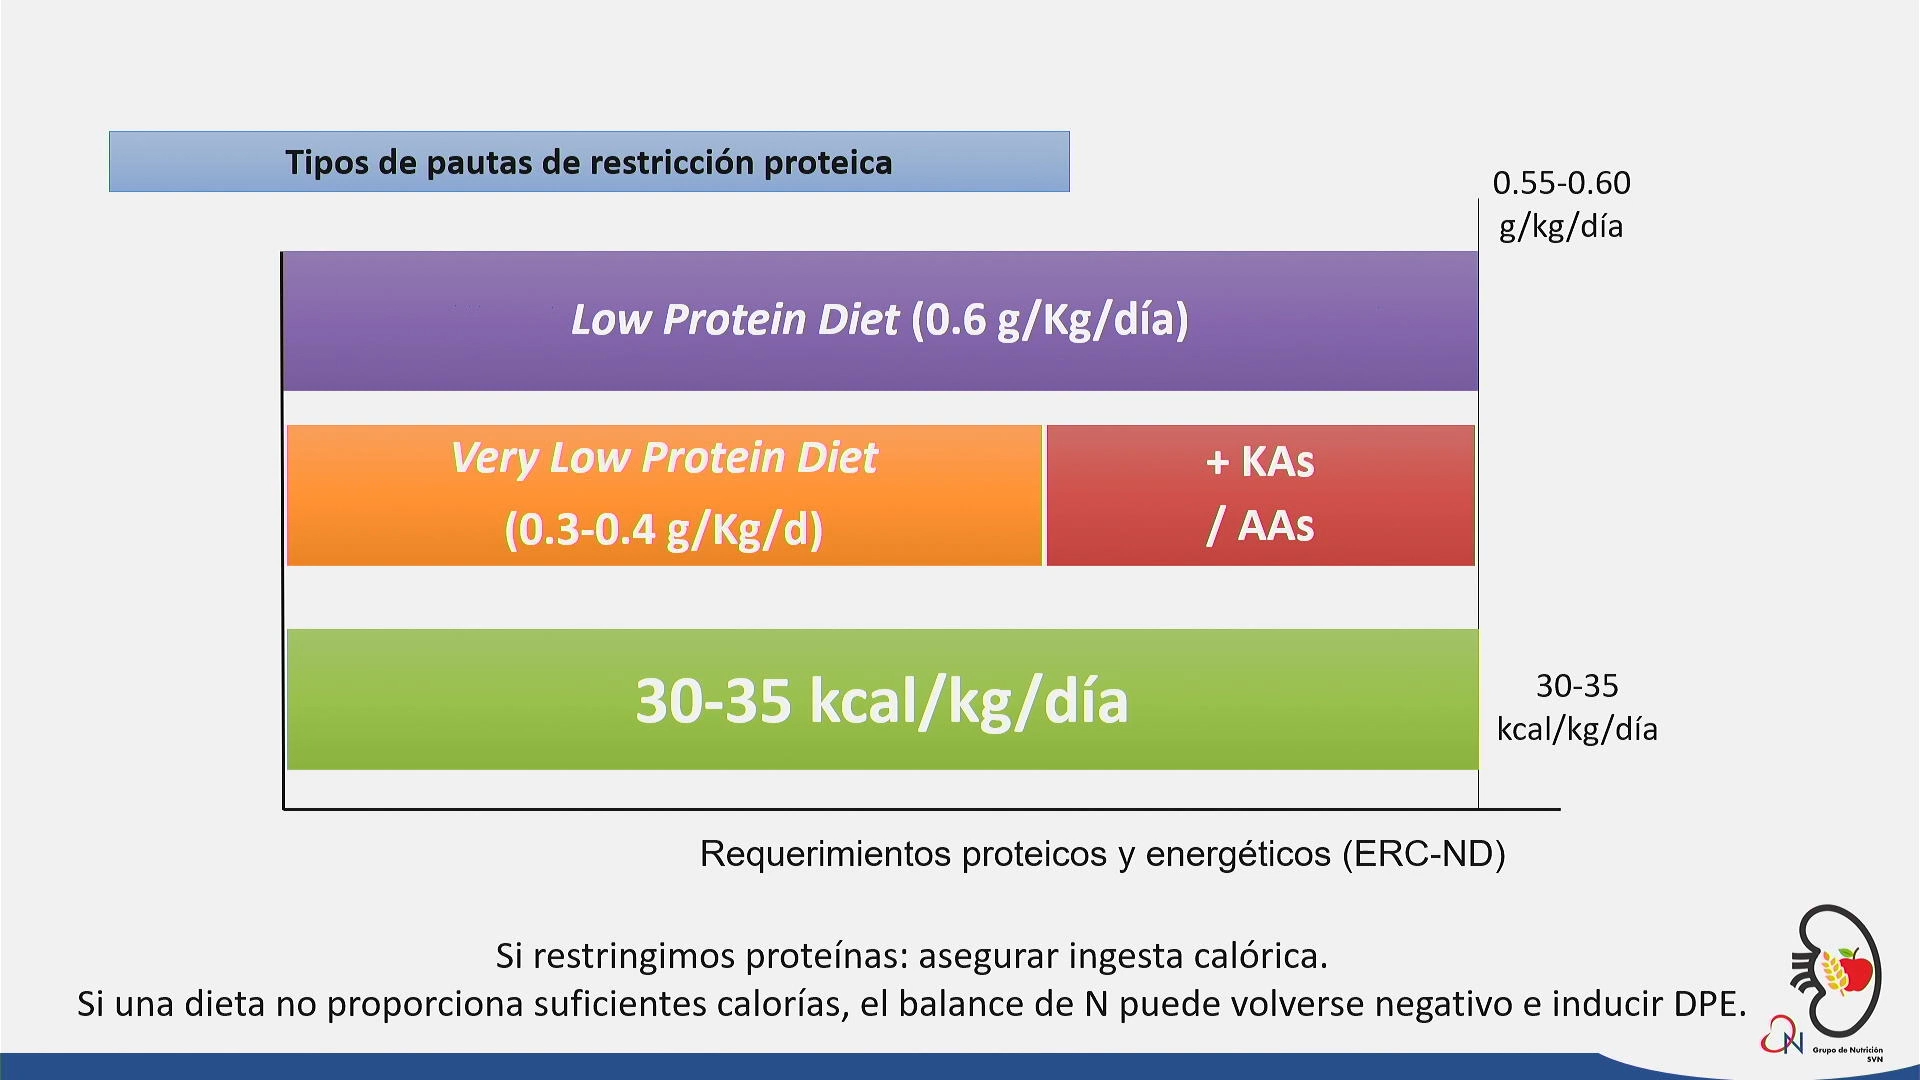 Tipos de pautas de restricción proteica
0.55-0.60
g/kg/día
Low Protein Diet (0.6 g/Kg/día)
Very Low Protein Diet
(0.3-0.4 g/Kg/d)
+ KAs
/ AAs
30-35 kcal/kg/día
30-35
kcal/kg/día
Requerimientos proteicos y energéticos (ERC-ND)
Si restringimos proteínas: asegurar ingesta calórica.
Si una dieta no proporciona suficientes calorías, el balance de N puede volverse negativo e inducir DPE.
N
Grupo de Nutrición
SVN